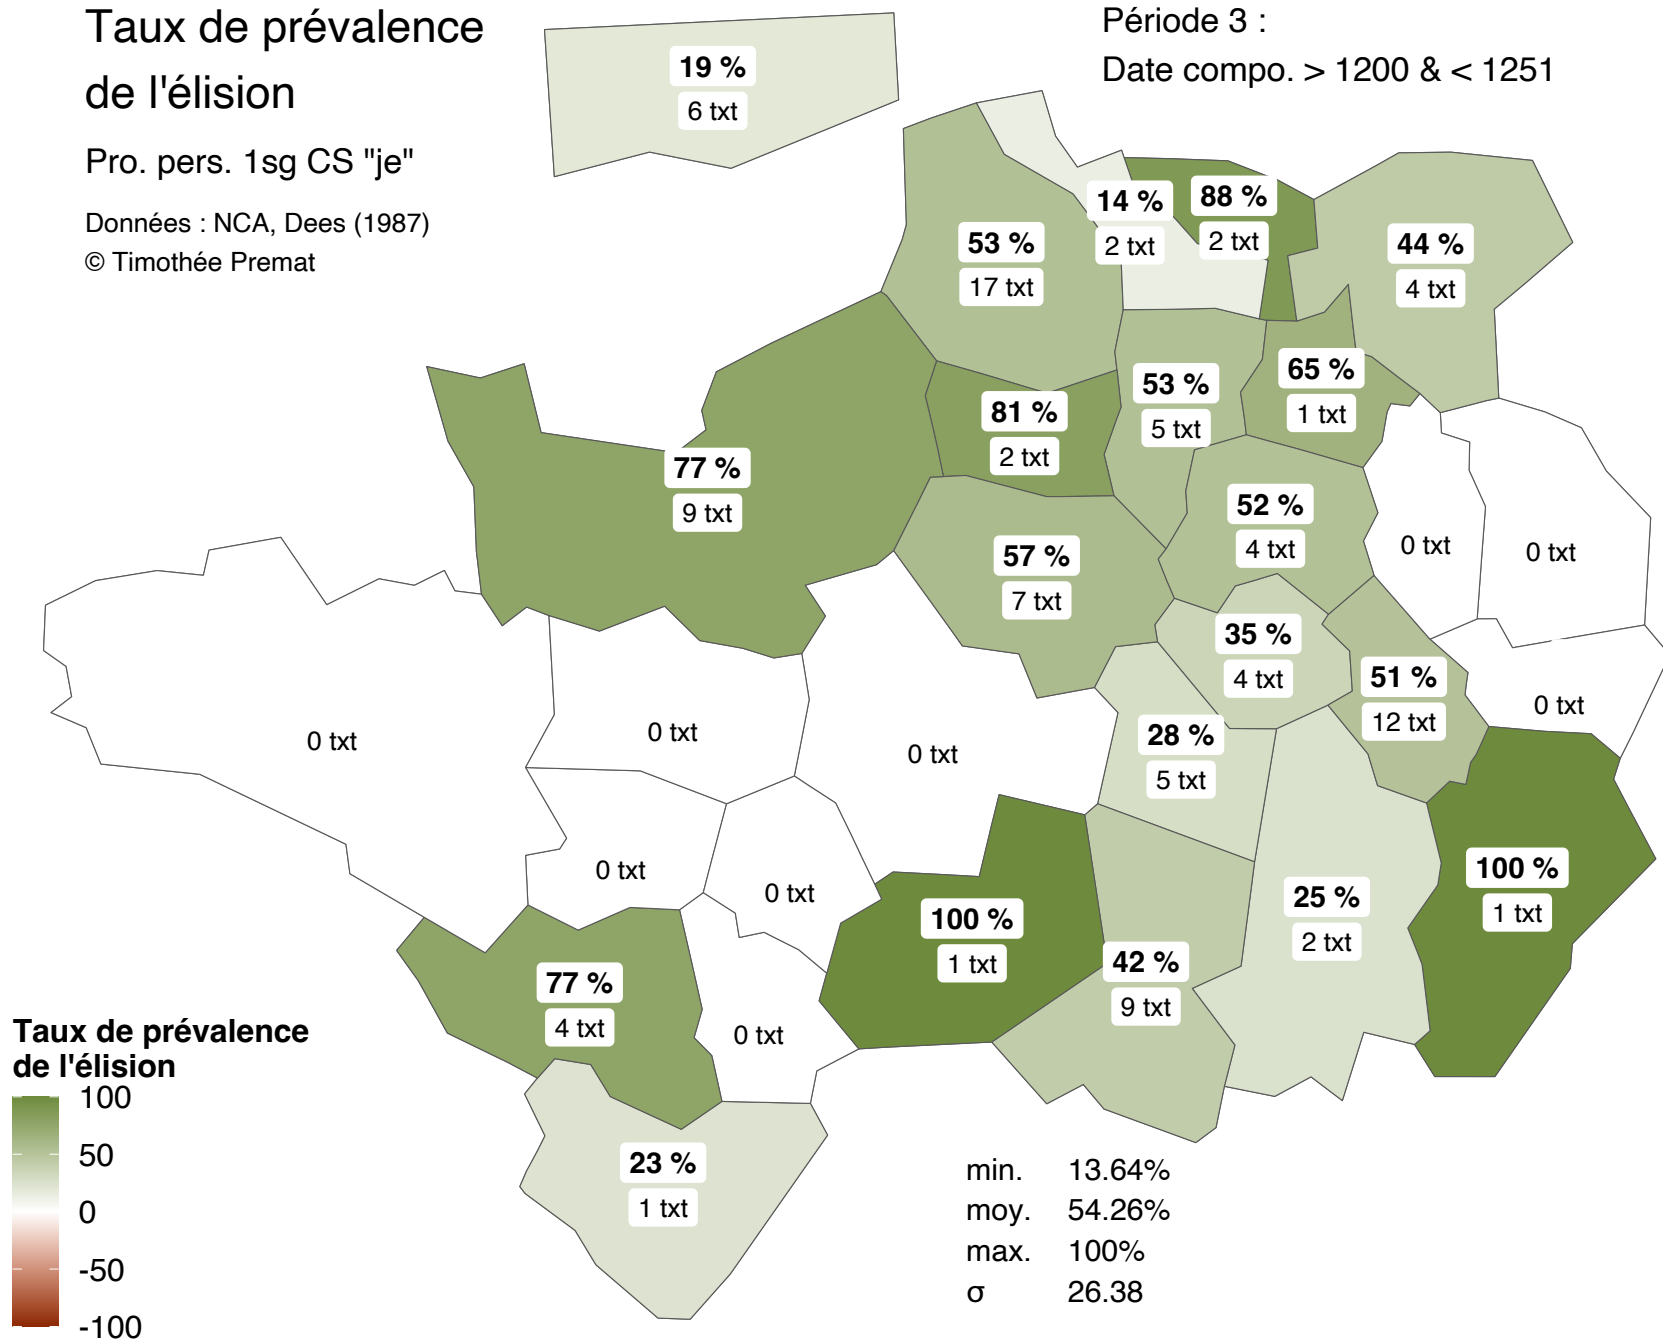 Taux de prévalence
de l'élision
Pro. pers. 1sg CS "je"
Données : NCA, Dees (1987)
© Timothée Premat
Période 3 :
Date compo. > 1200 & < 1251
19 %
6 txt
14 %
2 txt
88 %
2 txt
53 %
17 txt
44 %
4 txt
65 %
1 txt
53 %
5 txt
81 %
2 txt
77 %
9 txt
52 %
4 txt
0 txt
0 txt
57 %
7 txt
35 %
4 txt
51 %
12 txt
0 txt
28 %
5 txt
0 txt
0 txt
0 txt
0 txt
0 txt
100 %
1 txt
25 %
2 txt
100 %
1 txt
42 %
9 txt
77 %
4 txt
0 txt
23 %
1 txt
Taux de prévalence
de l'élision
100
50
0
-50
-100
min. 13.64%
moy. 54.26%
max. 100%
σ 26.38